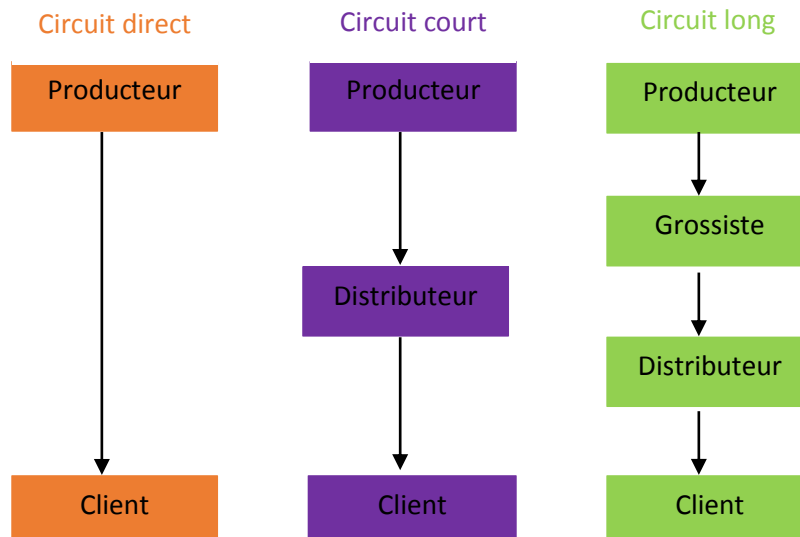 Circuit direct
Producteur
Client
Circuit court
Producteur
Distributeur
Client
Circuit long
Producteur
Grossiste
Distributeur
Client